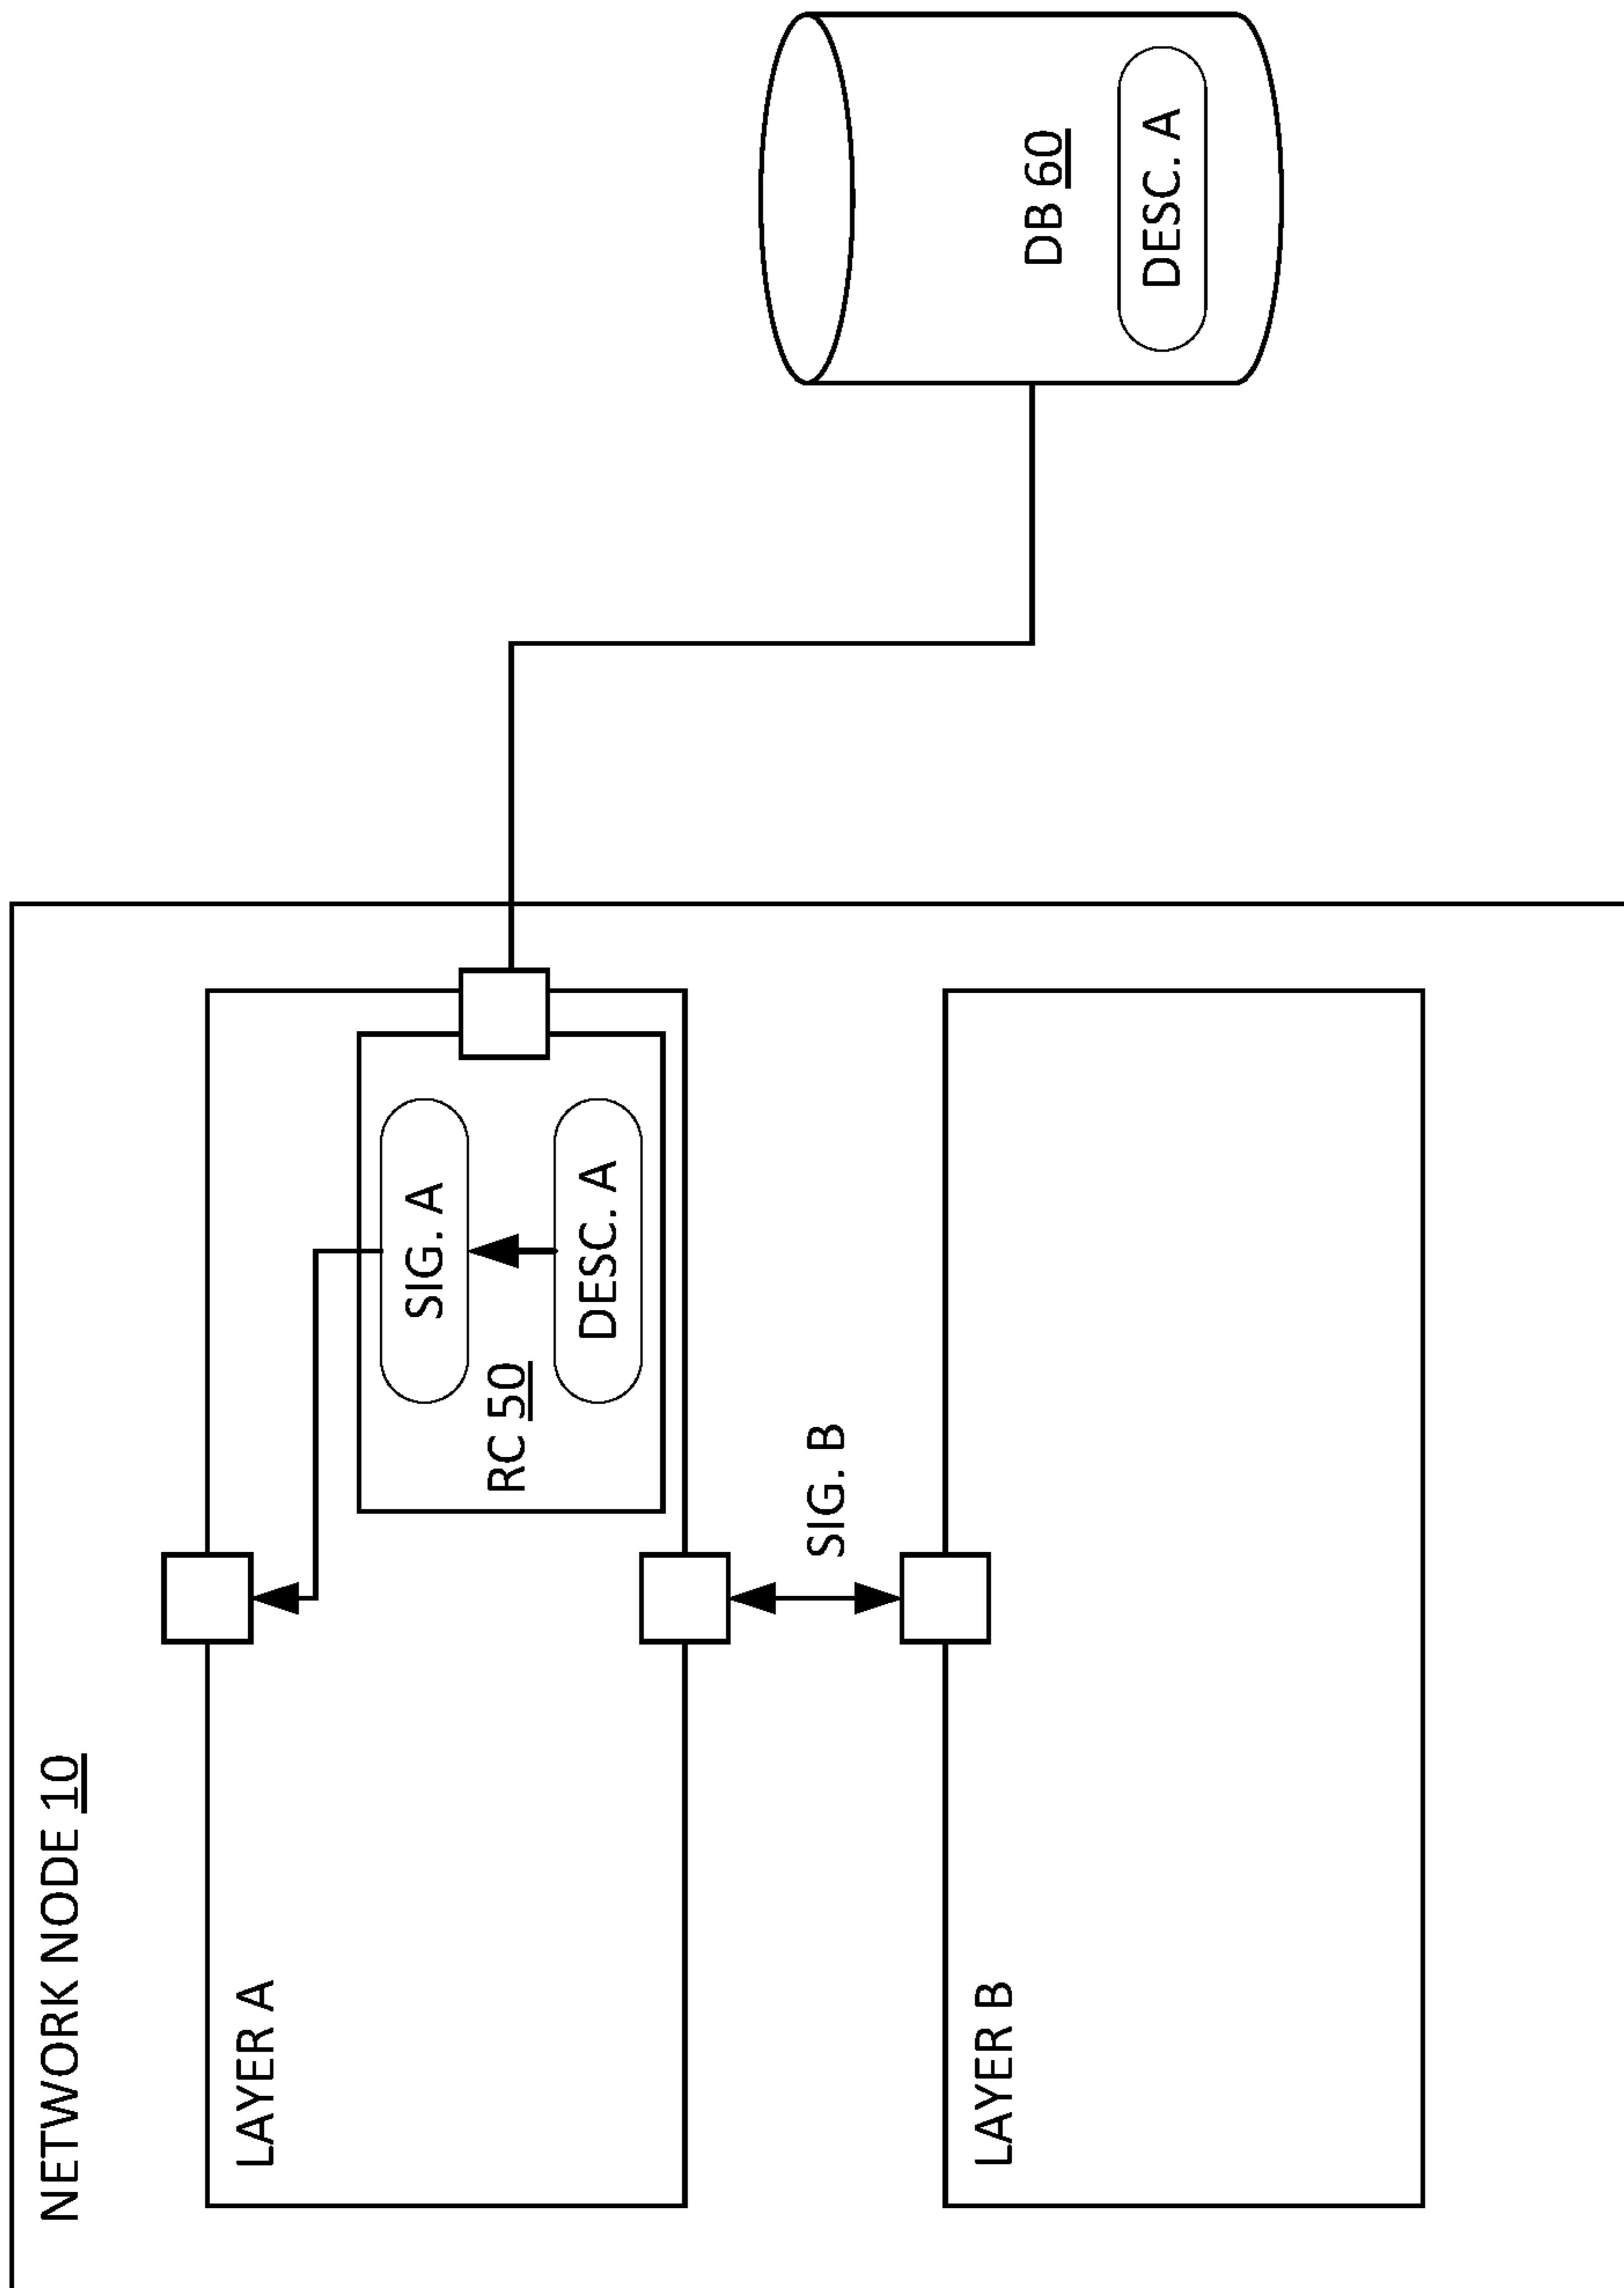 NETWORK NODE 10
LAYER A
SIG. A
RC 50
DESC. A
SIG. B
LAYER B
DB 60
DESC. A